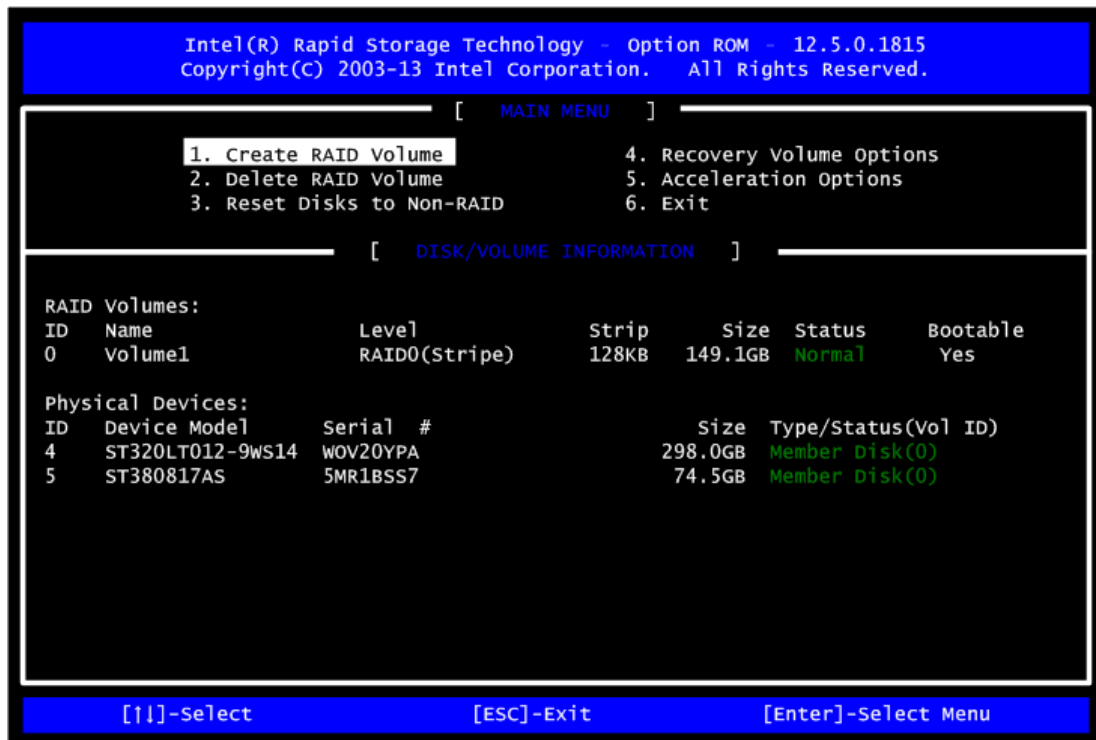 Intel(R) Rapid Storage Technology - Option ROM - 12.5.0.1815
Copyright(C) 2003-13 Intel Corporation. All Rights Reserved.
[ MAIN MENU ]
1. Create RAID Volume 4. Recovery Volume Options
2. Delete RAID Volume 5. Acceleration Options
3. Reset Disks to Non-RAID 6. Exit
[ DISK/VOLUME INFORMATION ]
RAID Volumes:
ID Name Level Strip Size Status Bootable
0 Volume1 RAID0(Stripe) 128KB 149.1GB Normal Yes
Physical Devices:
ID Device Model Serial # Size Type/Status(Vol ID)
4 ST320LT012-9WS14 WOV20YPA 298.0GB Member Disk(0)
5 ST380817AS 5MR1BSS7 74.5GB Member Disk(0)
[↑↓]-Select [ESC]-Exit [Enter]-Select Menu